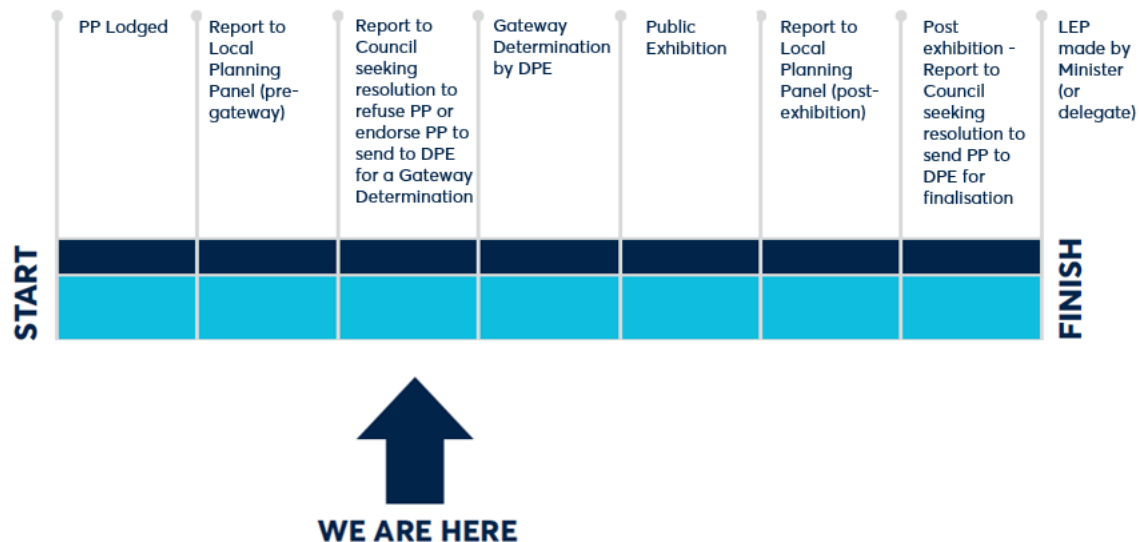 PP Lodged
Report to
Local
Planning
Panel (pre-
gateway)
Report to
Council
seeking
resolution to
refuse PP or
endorse PP to
send to DPE
for a Gateway
Determination
Gateway
Determination
by DPE
Public
Exhibition
Report to
Local
Planning
Panel (post-
exhibition)
Post
exhibition -
Report to
Council
seeking
resolution to
send PP to
DPE for
finalisation
LEP
made by
Minister
(or
delegate)
START
FINISH
WE ARE HERE